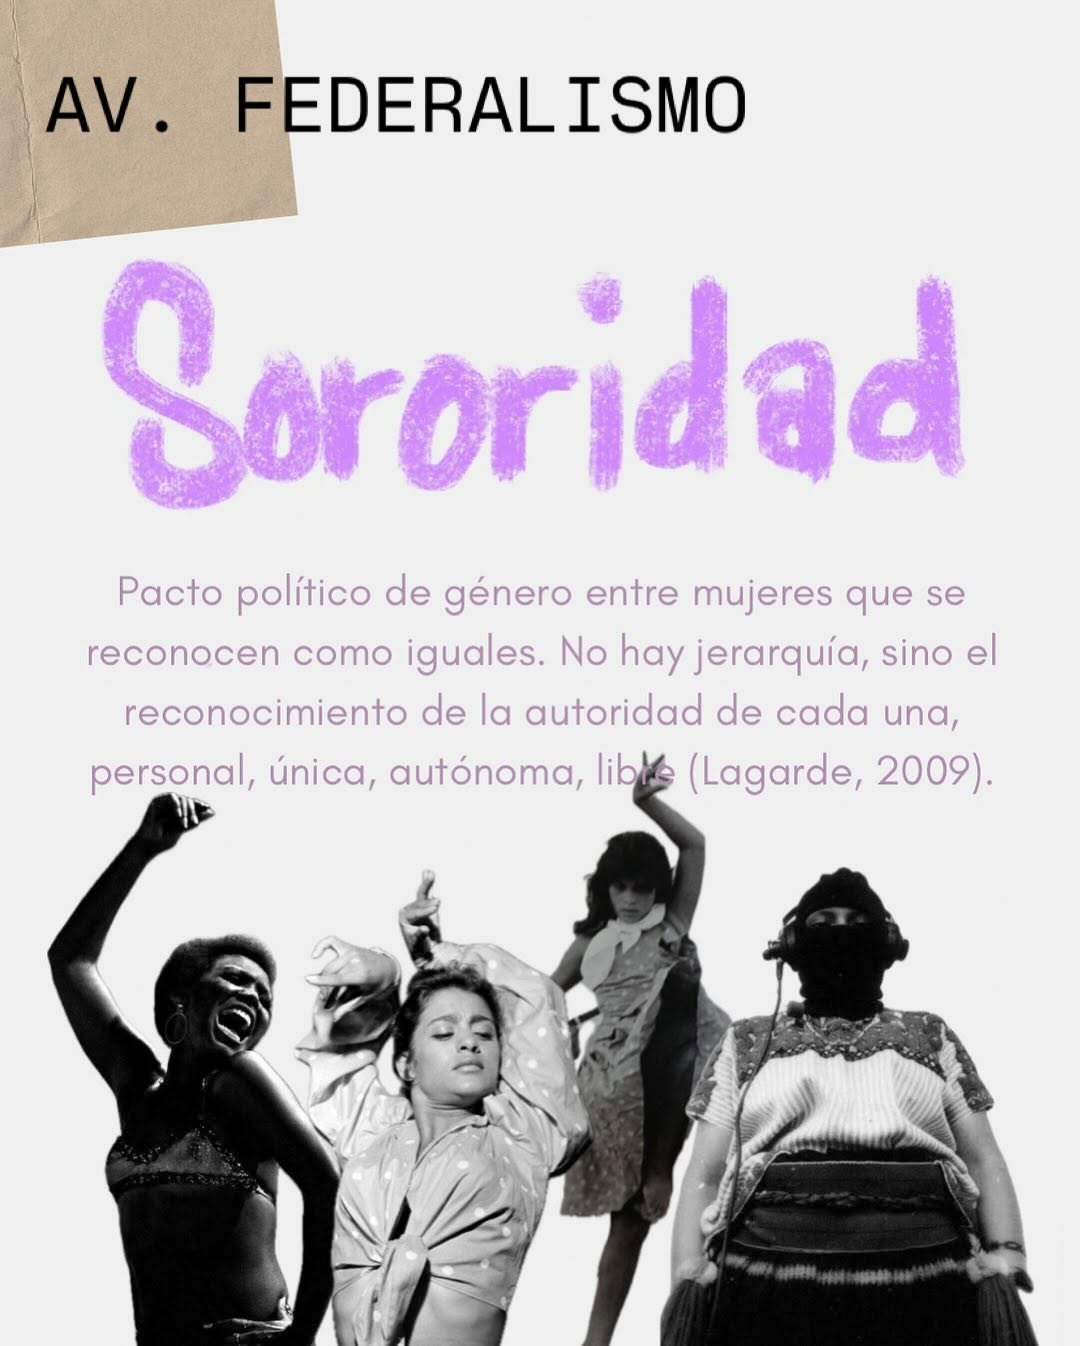 AV. FEDERALISMO
Sororidad
Pacto político de género entre mujeres que se
reconocen como iguales. No hay jerarquía, sino el
reconocimiento de la autoridad de cada una,
personal, única, autónoma, libre (Lagarde, 2009).